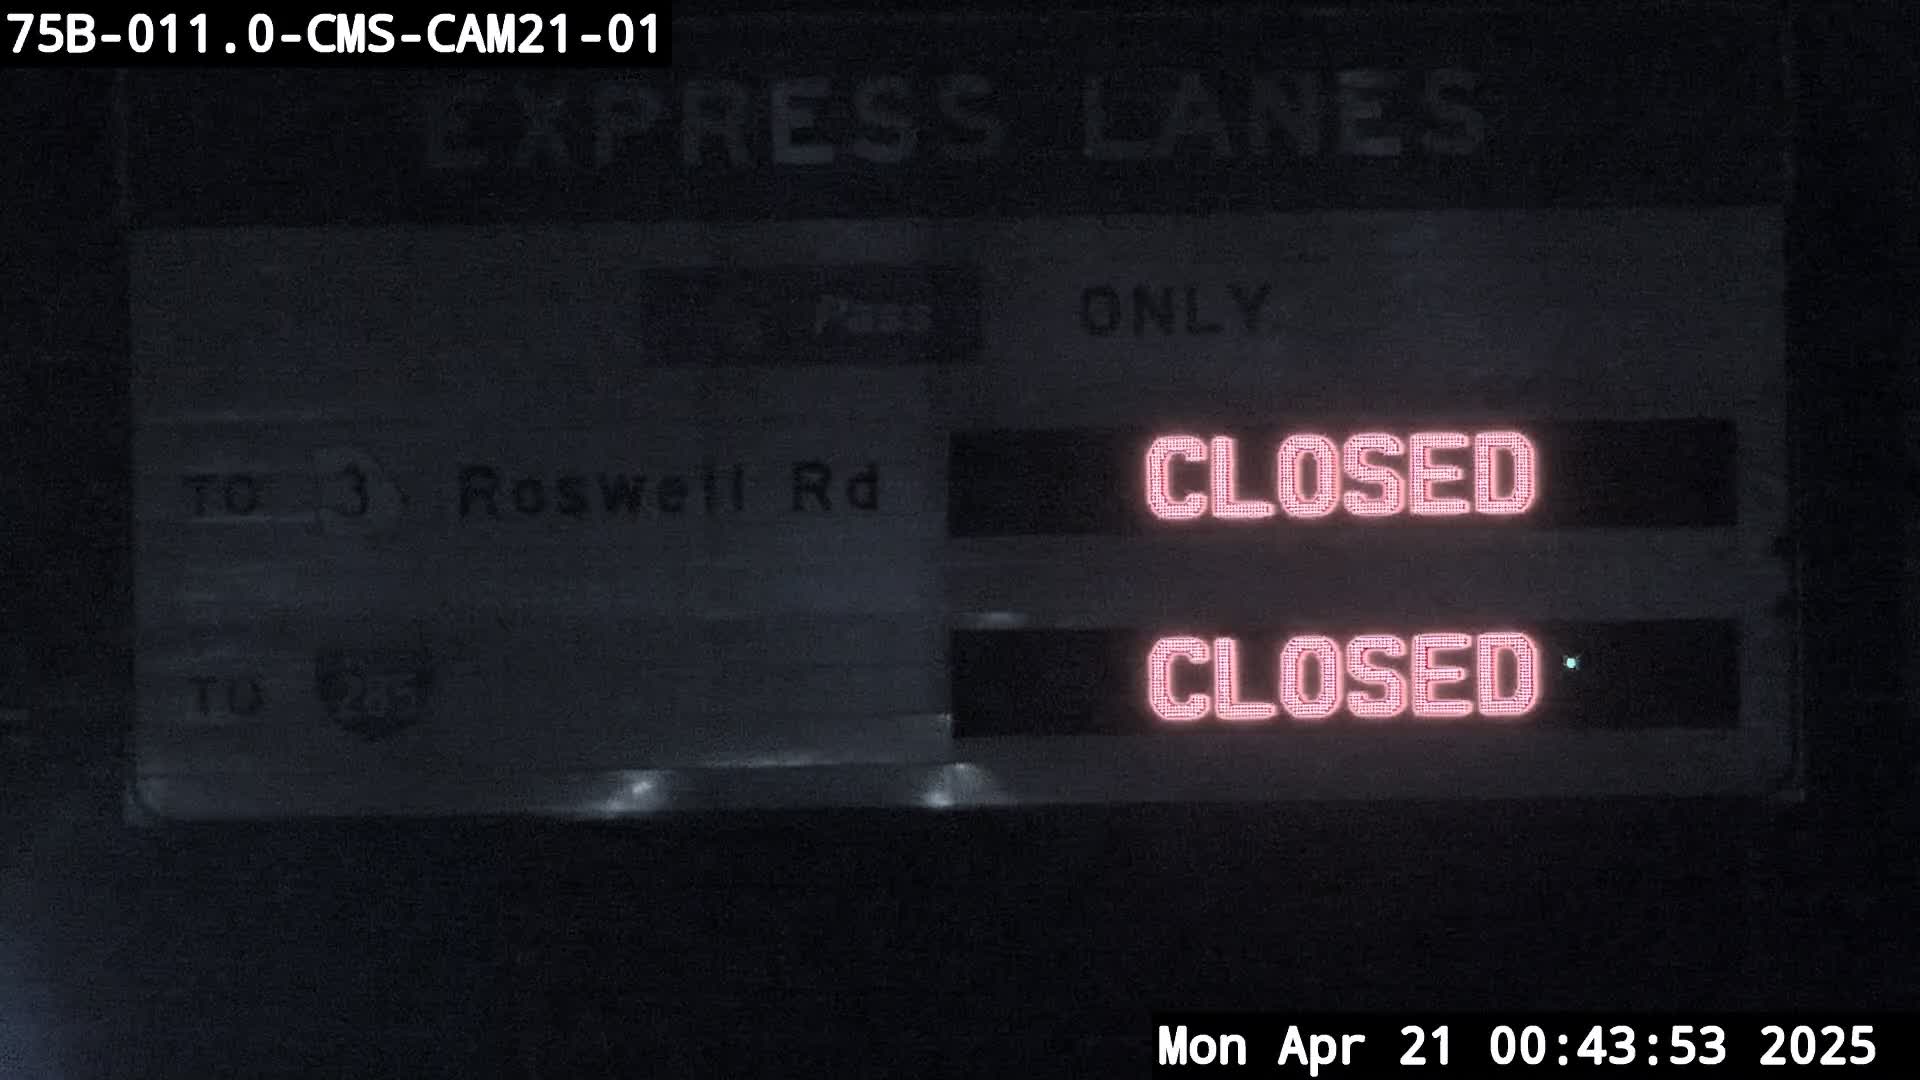 75B-011.0-CMS-CAM21-01
EXPRESS LANES
Pass ONLY
TO 3 Roswell Rd CLOSED
TO 285 CLOSED
Mon Apr 21 00:43:53 2025